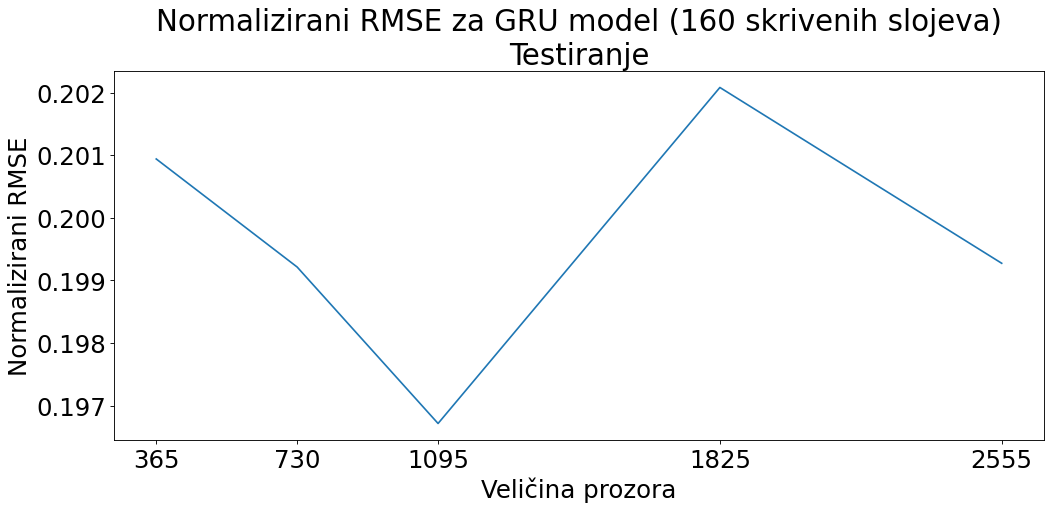 Normalizirani RMSE za GRU model (160 skrivenih slojeva)
Testiranje
Normalizirani RMSE
0.202
0.201
0.200
0.199
0.198
0.197
365 730 1095 1825 2555
Veličina prozora